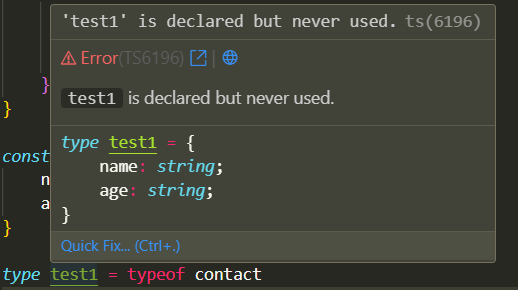 'test1' is declared but never used. ts(6196)
Error(TS6196) |
test1 is declared but never used.
type test1 = {
    name: string;
    age: string;
}
Quick Fix... (Ctrl+.)
}
}
const
n
a
}
type test1 = typeof contact